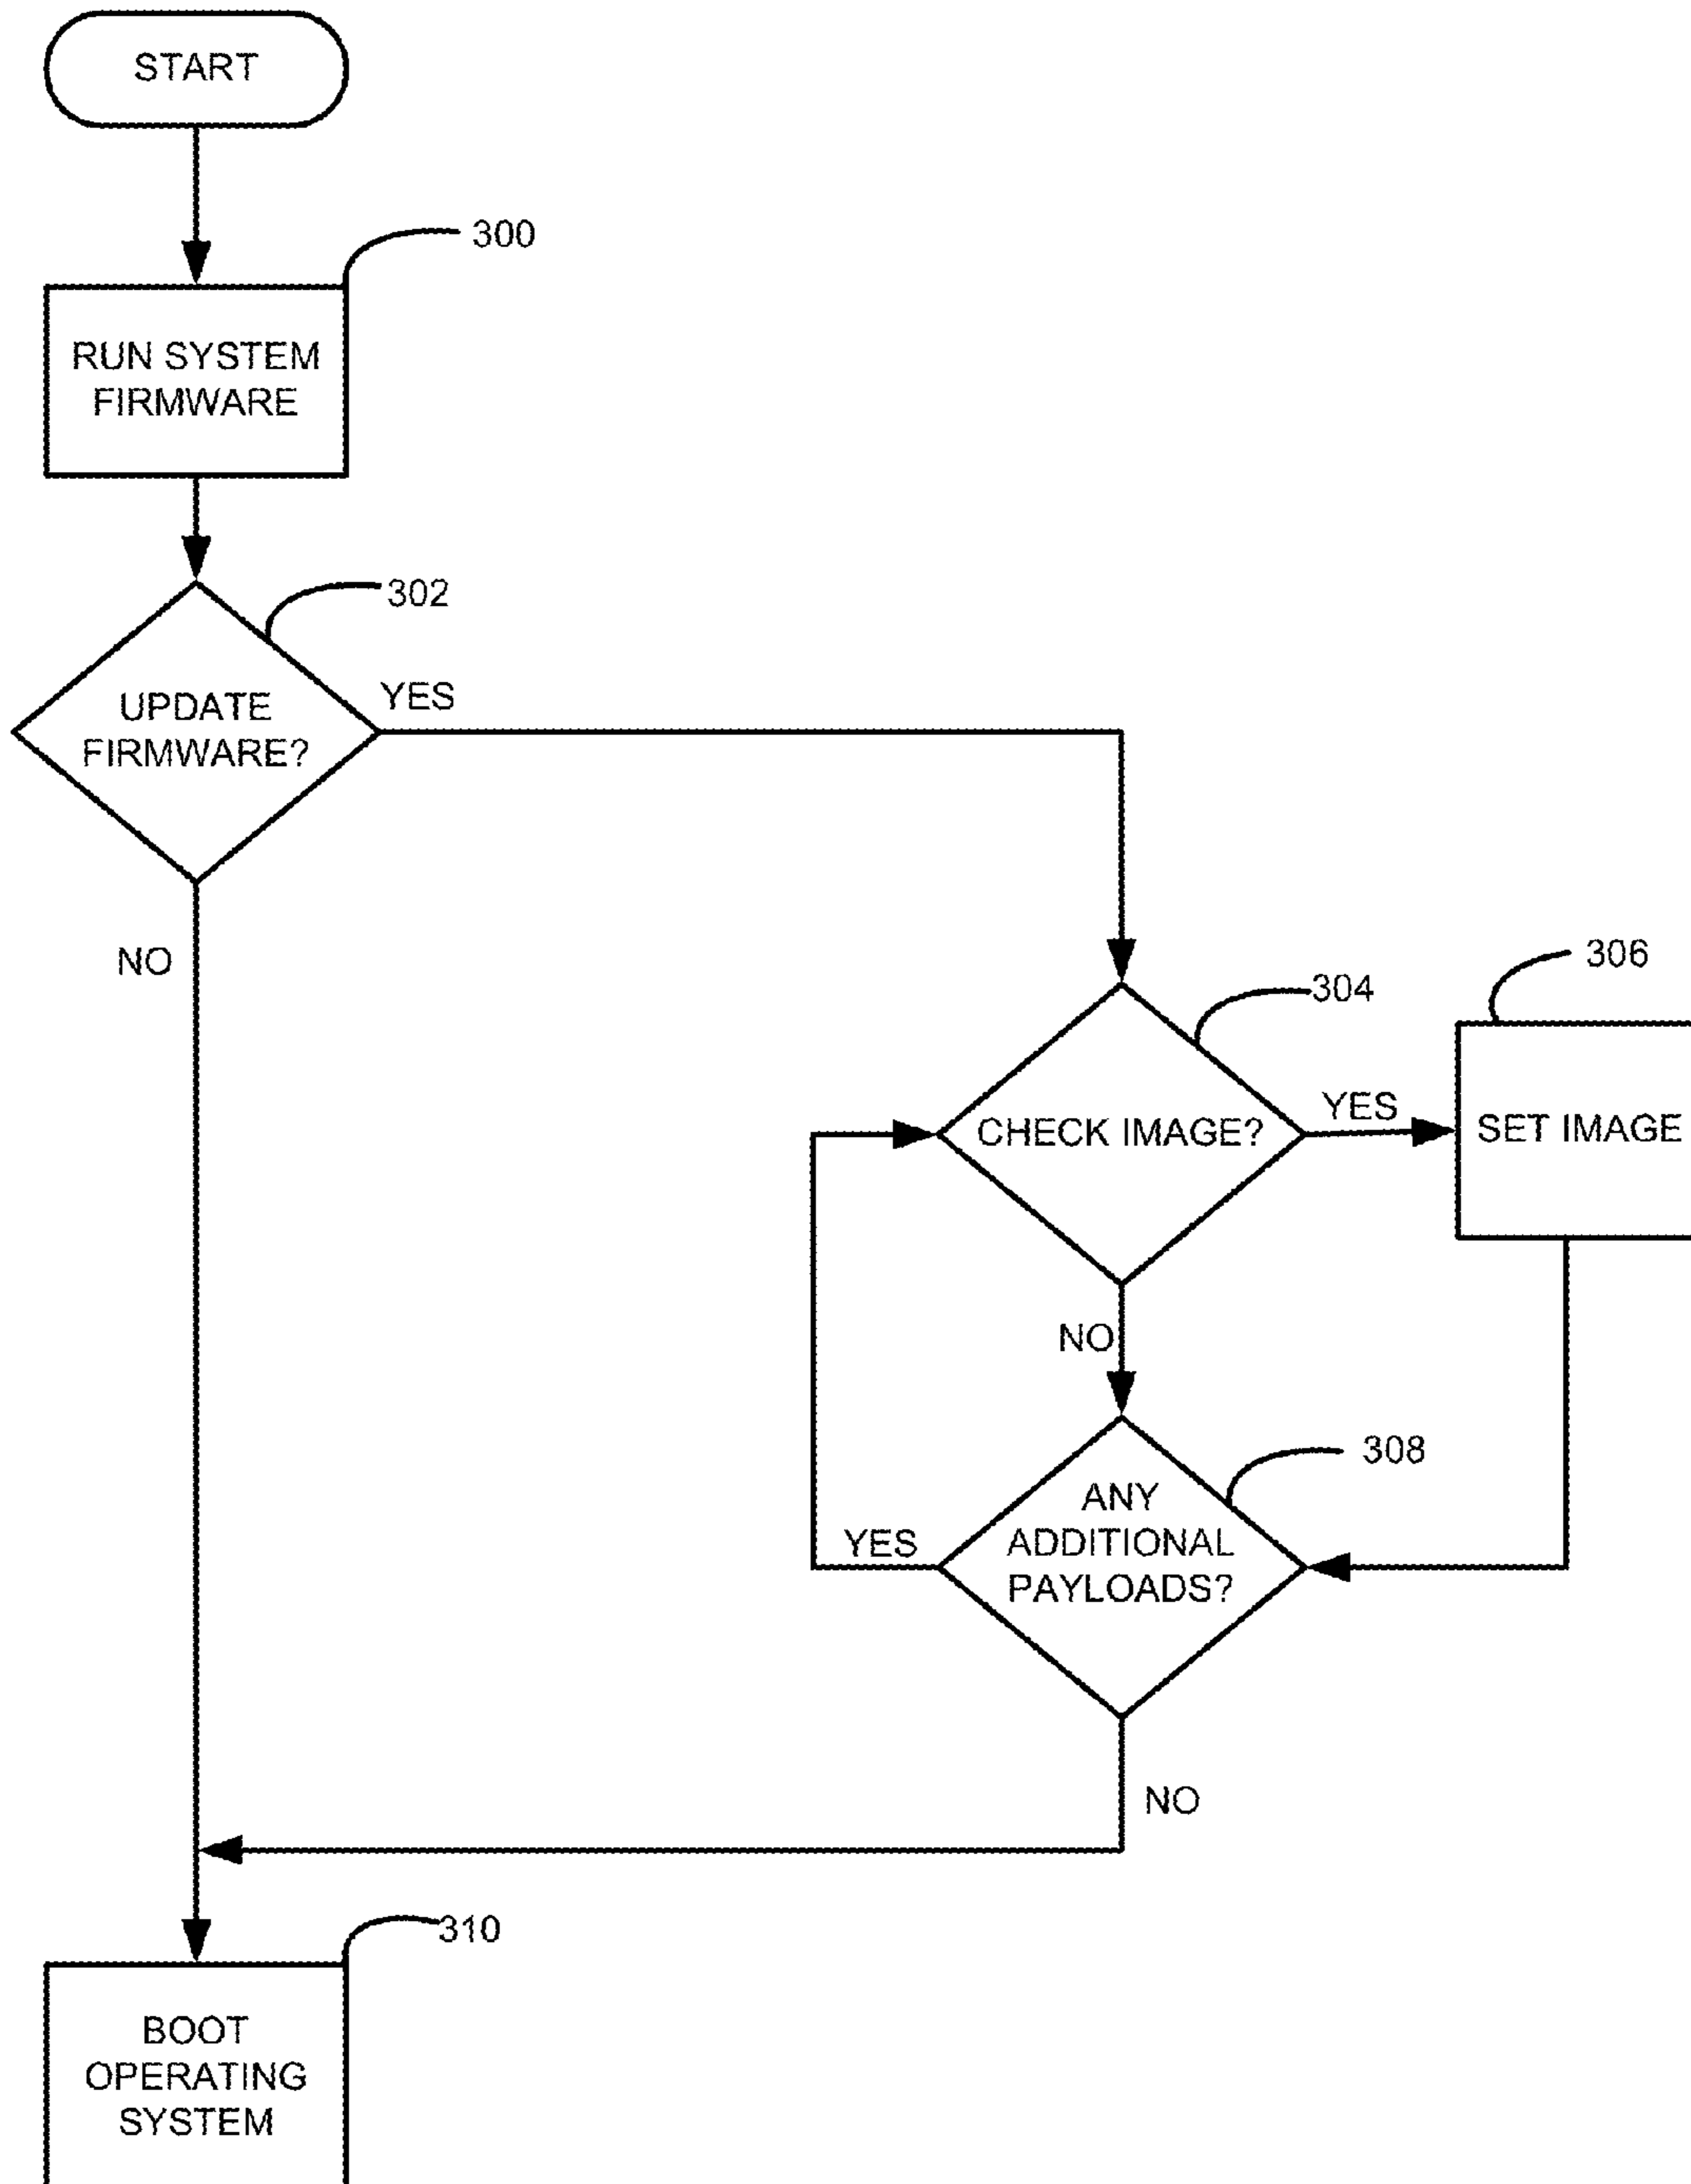 START
300
RUN SYSTEM
FIRMWARE
302
UPDATE
FIRMWARE?
YES
NO
304
306
CHECK IMAGE?
YES
SET IMAGE
NO
308
ANY
ADDITIONAL
PAYLOADS?
YES
NO
310
BOOT
OPERATING
SYSTEM